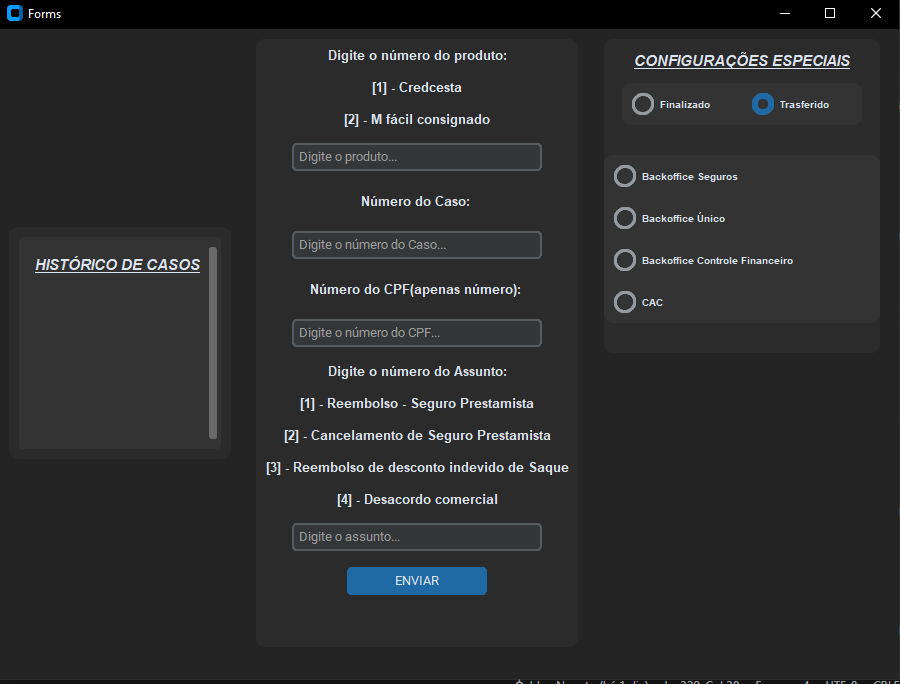 Forms
HISTÓRICO DE CASOS
Digite o número do produto:
[1] - Credcesta
[2] - M fácil consignado
Digite o produto...
Número do Caso:
Digite o número do Caso...
Número do CPF(apenas número):
Digite o número do CPF...
Digite o número do Assunto:
[1] - Reembolso - Seguro Prestamista
[2] - Cancelamento de Seguro Prestamista
[3] - Reembolso de desconto indevido de Saque
[4] - Desacordo comercial
Digite o assunto...
ENVIAR
CONFIGURAÇÕES ESPECIAIS
Finalizado Trasferido
Backoffice Seguros
Backoffice Único
Backoffice Controle Financeiro
CAC